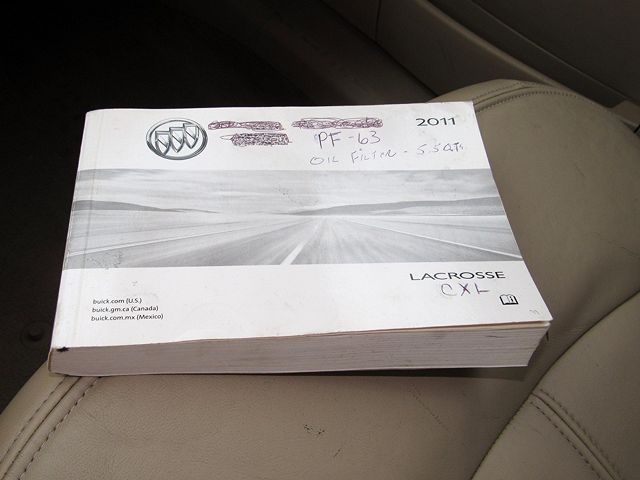 2011
PF-63
OIL FILTER - 5.5 QTS
LACROSSE
CXL
buick.com (U.S.)
buick.gm.ca (Canada)
buick.com.mx (Mexico)